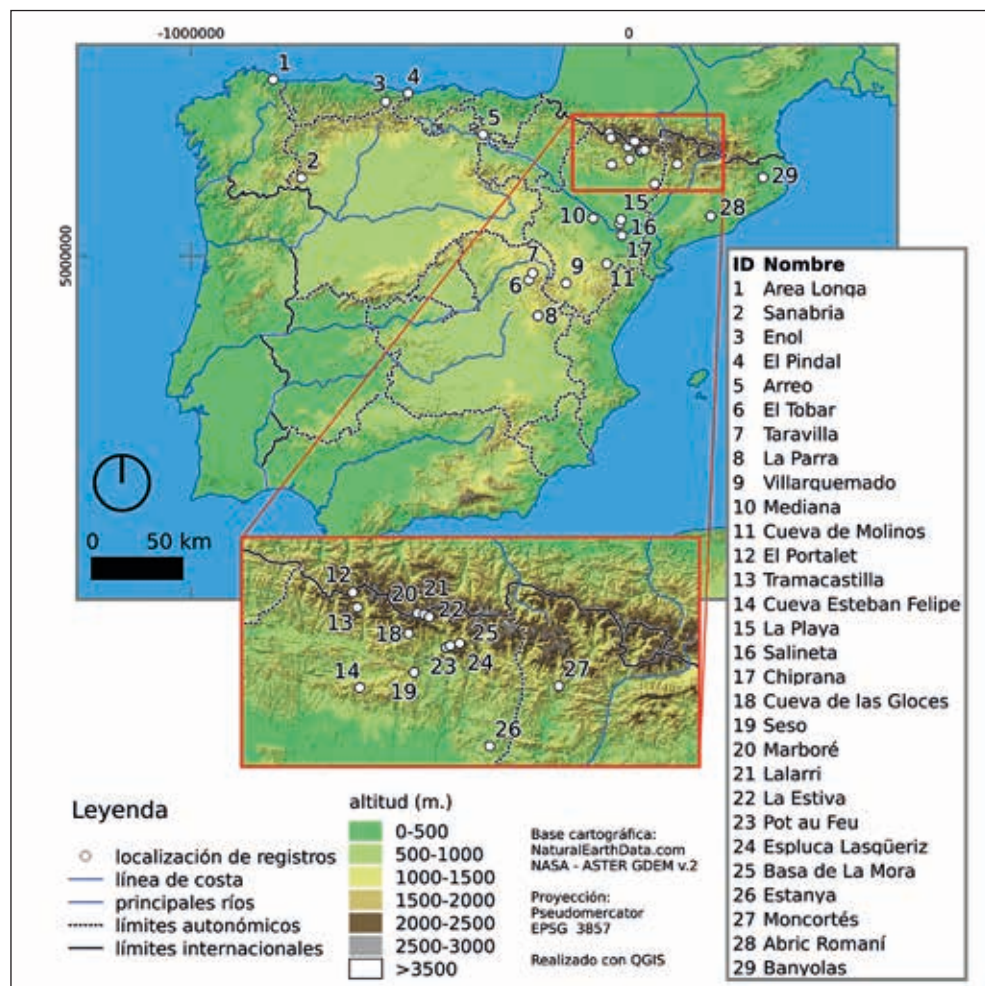 -1000000
0
5000000
1
2
3
4
5
6
7
8
9
10
11
15
16
17
28
29
0 50 km
12
13
14
18
19
20
21
22
23
24
25
26
27
ID Nombre
1 Area Longa
2 Sanabria
3 Enol
4 El Pindal
5 Arreo
6 El Tobar
7 Taravilla
8 La Parra
9 Villarquemado
10 Mediana
11 Cueva de Molinos
12 El Portalet
13 Tramacastilla
14 Cueva Esteban Felipe
15 La Playa
16 Salineta
17 Chiprana
18 Cueva de las Gloces
19 Seso
20 Marboré
21 Lalarri
22 La Estiva
23 Pot au Feu
24 Espluca Lasqüeriz
25 Basa de La Mora
26 Estanya
27 Moncortés
28 Abric Romaní
29 Banyolas
Leyenda
localización de registros
línea de costa
principales ríos
límites autonómicos
límites internacionales
altitud (m.)
0-500
500-1000
1000-1500
1500-2000
2000-2500
2500-3000
>3500
Base cartográfica:
NaturalEarthData.com
NASA - ASTER GDEM v.2
Proyección:
Pseudomercator
EPSG 3857
Realizado con QGIS